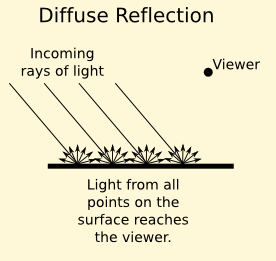 Diffuse Reflection
Incoming
rays of light
Viewer
Light from all
points on the
surface reaches
the viewer.